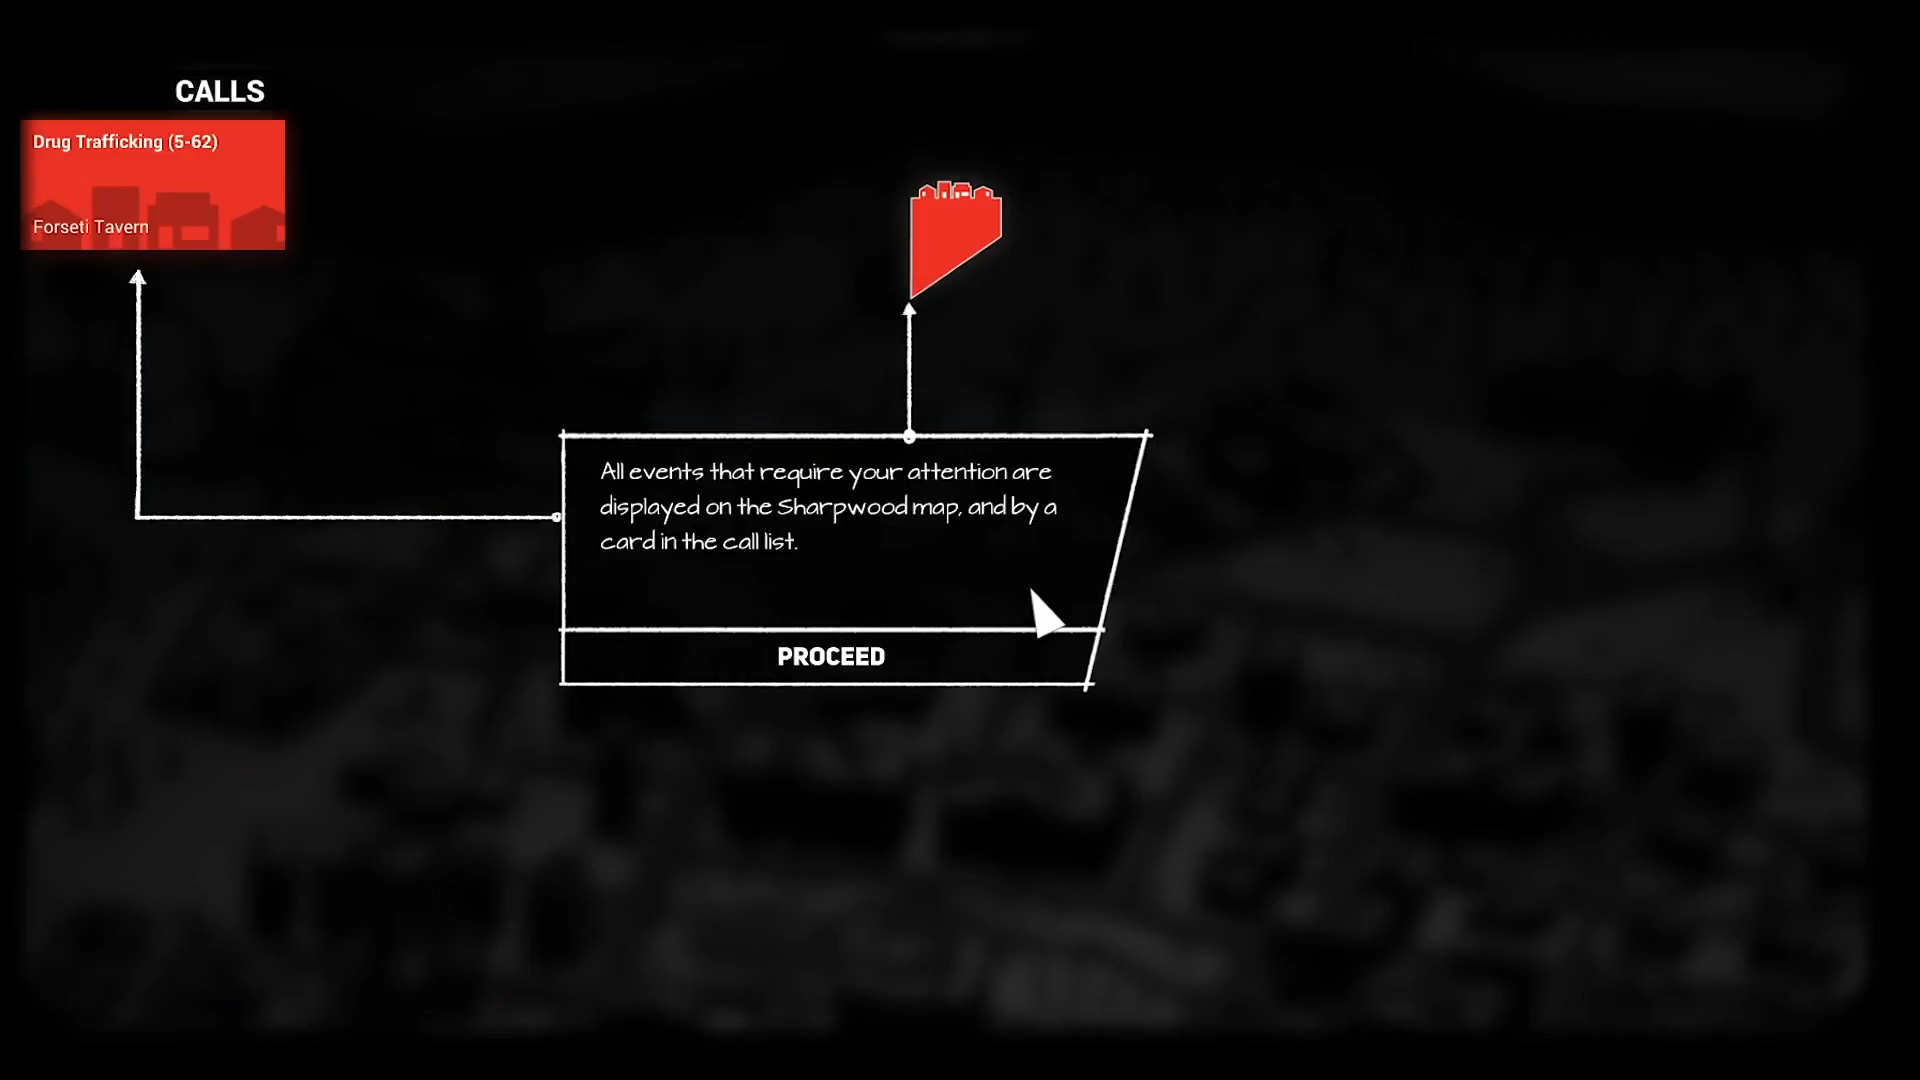 CALLS
Drug Trafficking (5-62)
Forseti Tavern
All events that require your attention are
displayed on the Sharpwood map, and by a
card in the call list.
PROCEED